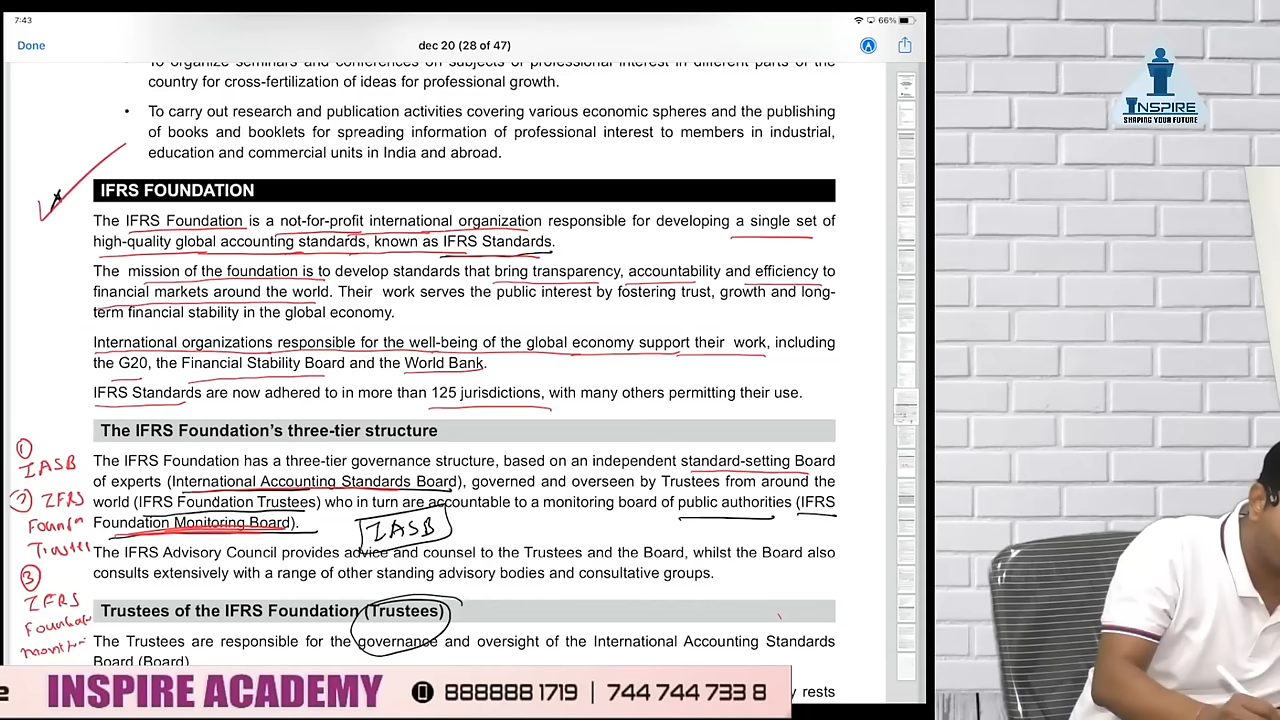 7:43
66%
Done
dec 20 (28 of 47)
To organize seminars and conferences on subjects of professional interest in different parts of the
country for cross-fertilization of ideas for professional growth.
• To carry out research and publication activities covering various economic spheres and the publishing
of books and booklets for spreading information of professional interest to members in industrial,
education and commercial units in India and abroad.
IFRS FOUNDATION
The IFRS Foundation is a not-for-profit international organization responsible for developing a single set of
high-quality global accounting standards, known as IFRS Standards.
The mission of the foundation is to develop standards that bring transparency, accountability and efficiency to
financial markets around the world. Their work serves the public interest by fostering trust, growth and long-
term financial stability in the global economy.
International organizations responsible for the well-being of the global economy support their work, including
the G20, the Financial Stability Board and the World Bank.
IFRS Standards are now adhered to in more than 125 jurisdictions, with many others permitting their use.
The IFRS Foundation's three-tier structure
The IFRS Foundation has a three-tier governance structure, based on an independent standard-setting Board
of experts (International Accounting Standards Board), governed and overseen by Trustees from around the
world (IFRS Foundation Trustees) who in turn are accountable to a monitoring board of public authorities (IFRS
Foundation Monitoring Board).
IASB
The IFRS Advisory Council provides advice and counsel to the Trustees and the Board, whilst the Board also
consults extensively with a range of other standing advisory bodies and consultative groups.
Trustees of the IFRS Foundation (Trustees)
The Trustees are responsible for the governance and oversight of the International Accounting Standards
Board (Board).
y rests
① IASB
② IFRS
Trustee
③ IFRS
INSPIRE ACADEMY 888888 1719 | 744 744 733 8
INSPIRE
SHAPING YOUR FUTURE